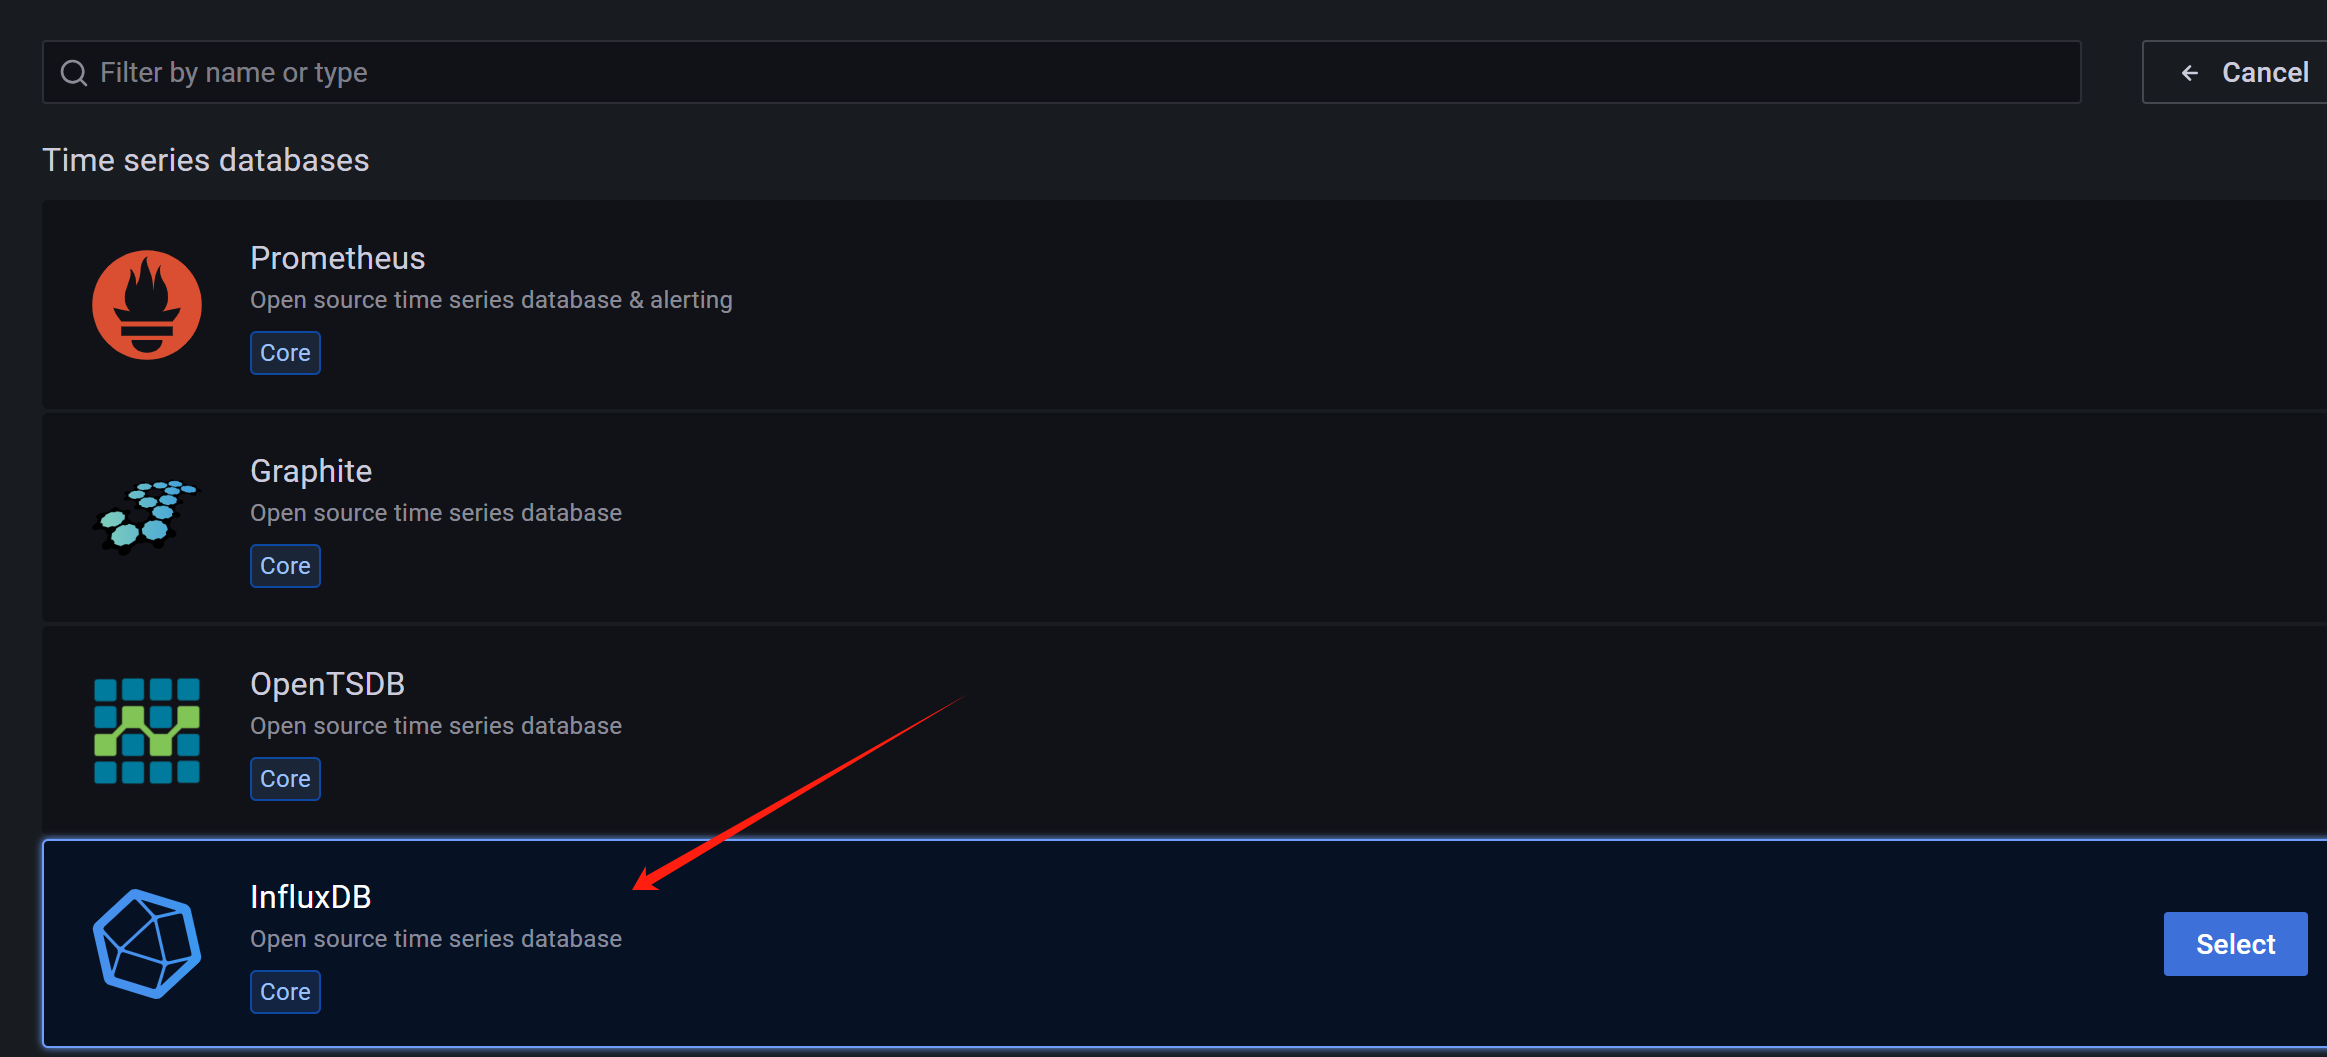 Filter by name or type
Cancel
Time series databases
Prometheus
Open source time series database & alerting
Core
Graphite
Open source time series database
Core
OpenTSDB
Open source time series database
Core
InfluxDB
Open source time series database
Core
Select